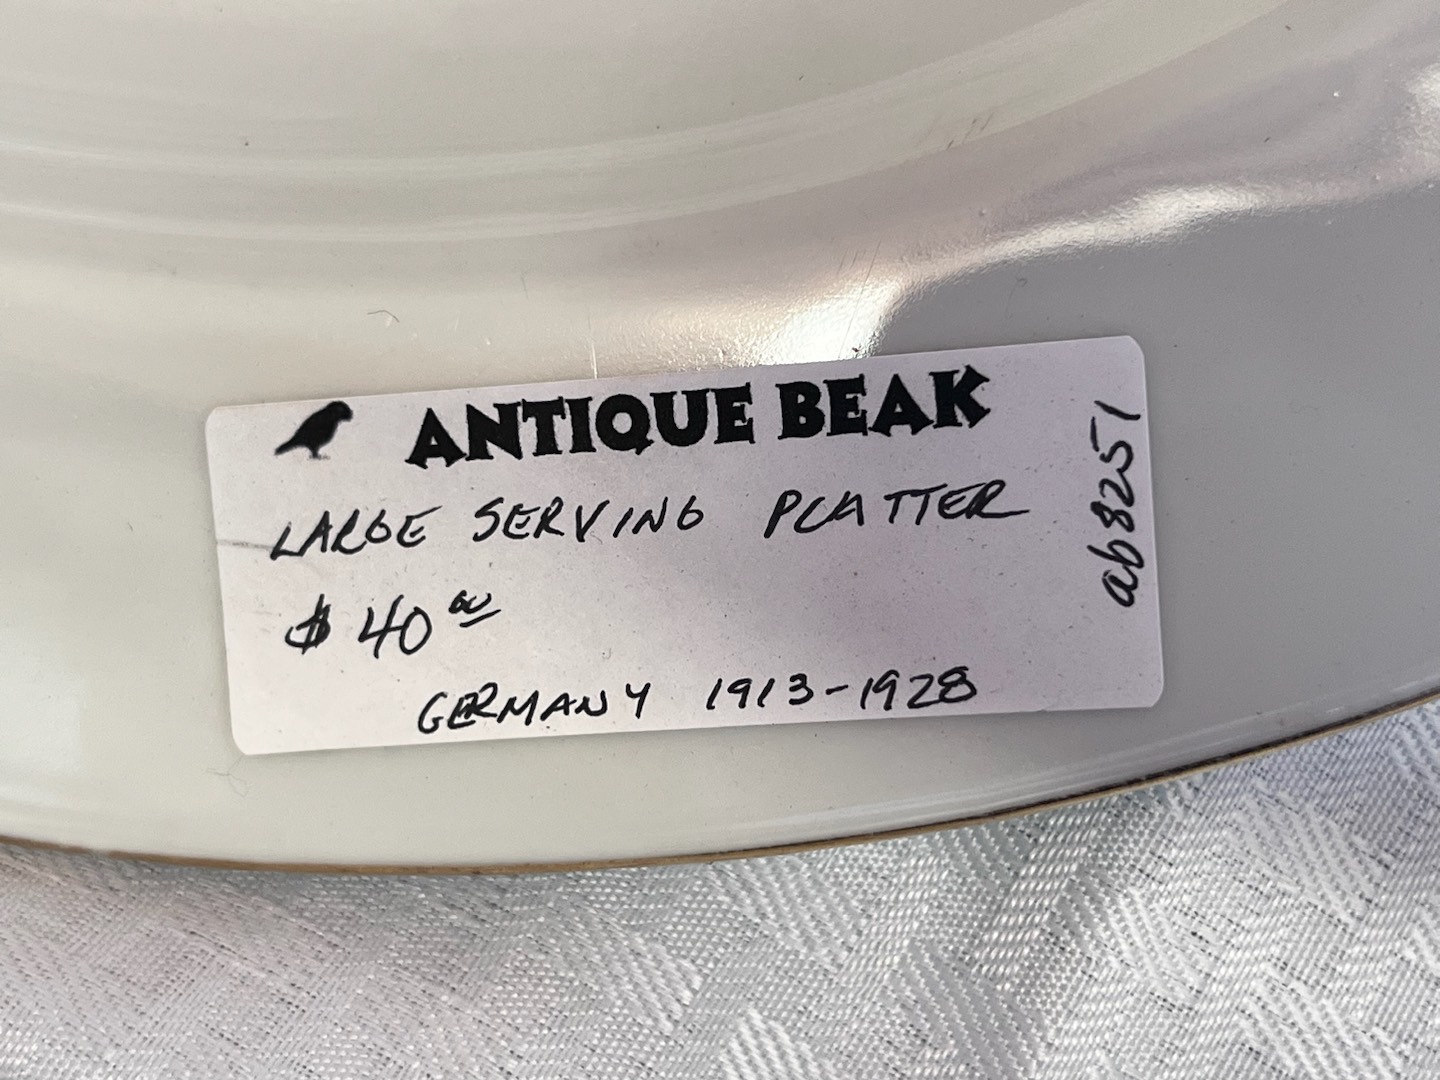 ANTIQUE BEAK
LARGE SERVING PLATTER
$40.00
GERMANY 1913-1928
ab8251